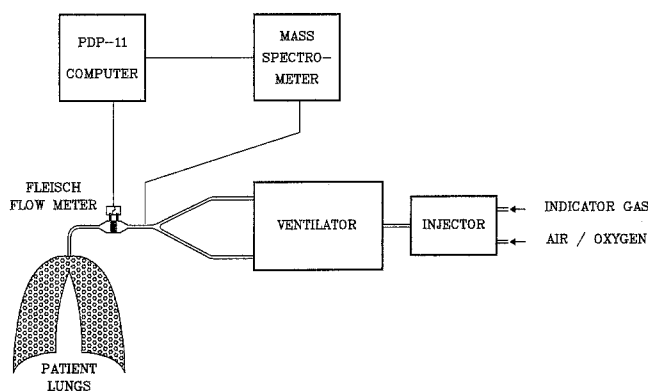 PDP-11
COMPUTER
MASS
SPECTRO-
METER
FLEISCH
FLOW METER
VENTILATOR
INJECTOR
INDICATOR GAS
AIR / OXYGEN
PATIENT
LUNGS